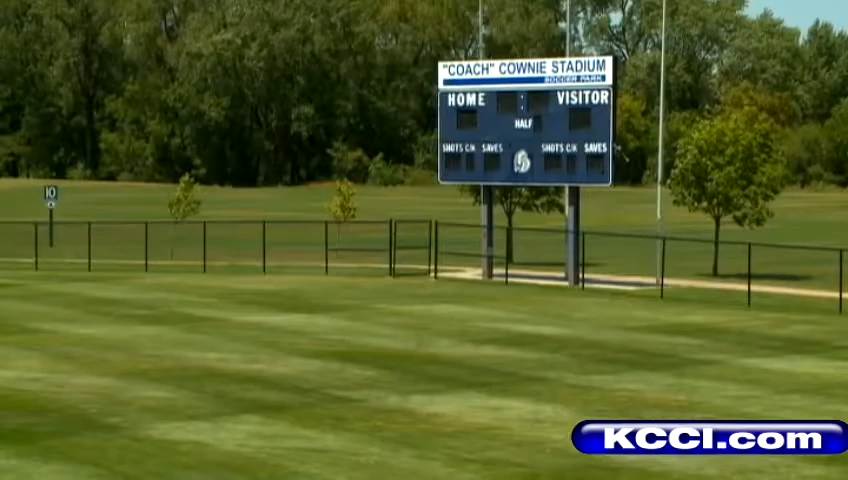 "COACH" COWNIE STADIUM
SOCCER PARK
HOME VISITOR
HALF
SHOTS C/K SAVES SHOTS C/K SAVES
10
KCCI.com